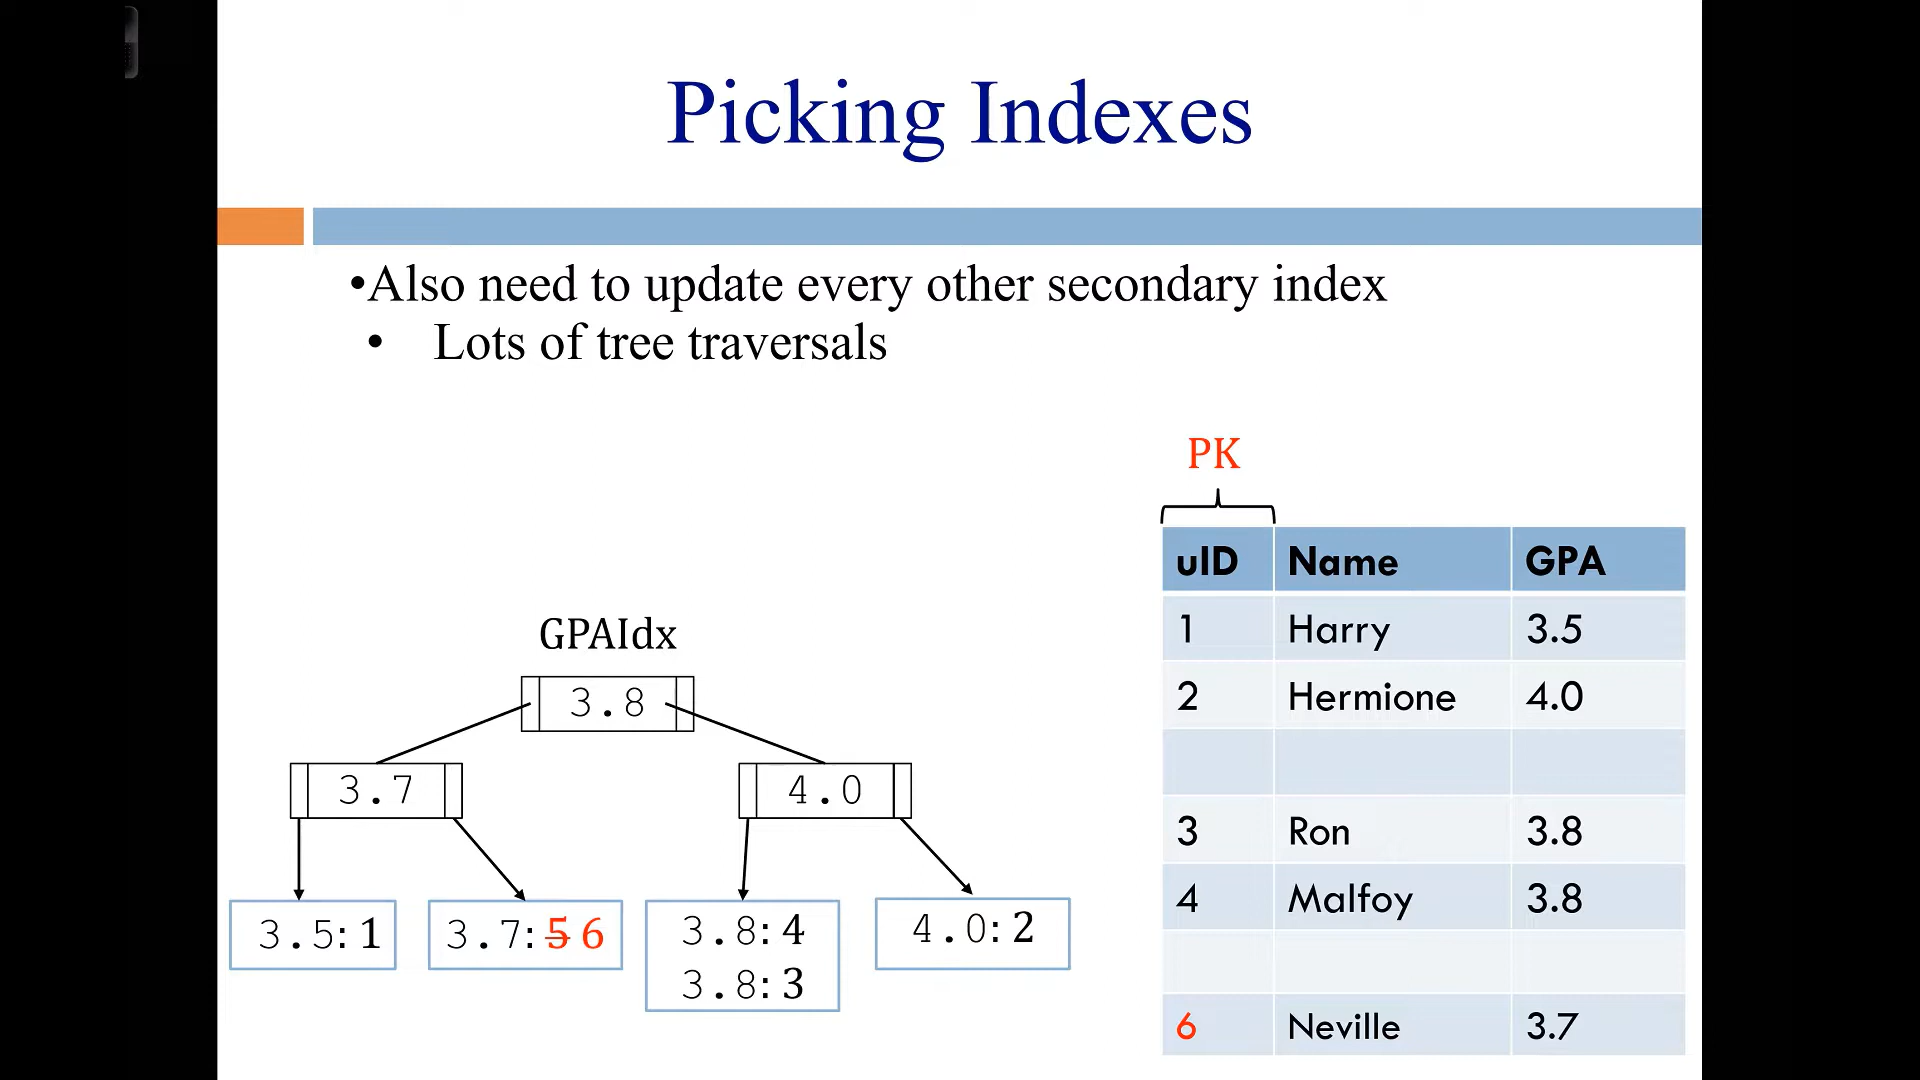 Picking Indexes
•Also need to update every other secondary index
• Lots of tree traversals
PK
uID Name GPA
1 Harry 3.5
2 Hermione 4.0
3 Ron 3.8
4 Malfoy 3.8
6 Neville 3.7
GPAIdx
3.8
3.7 4.0
3.5:1 3.7:5 6 3.8:4 4.0:2
3.8:3